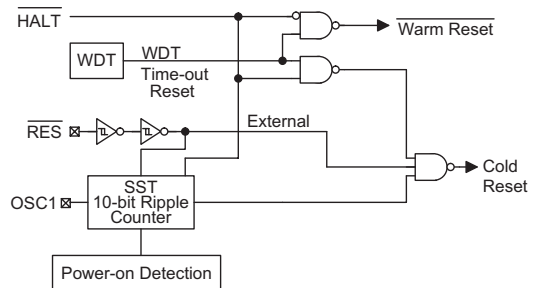 HALT
Warm Reset
WDT
WDT
Time-out
Reset
RES
External
Cold
Reset
OSC1
SST
10-bit Ripple
Counter
Power-on Detection